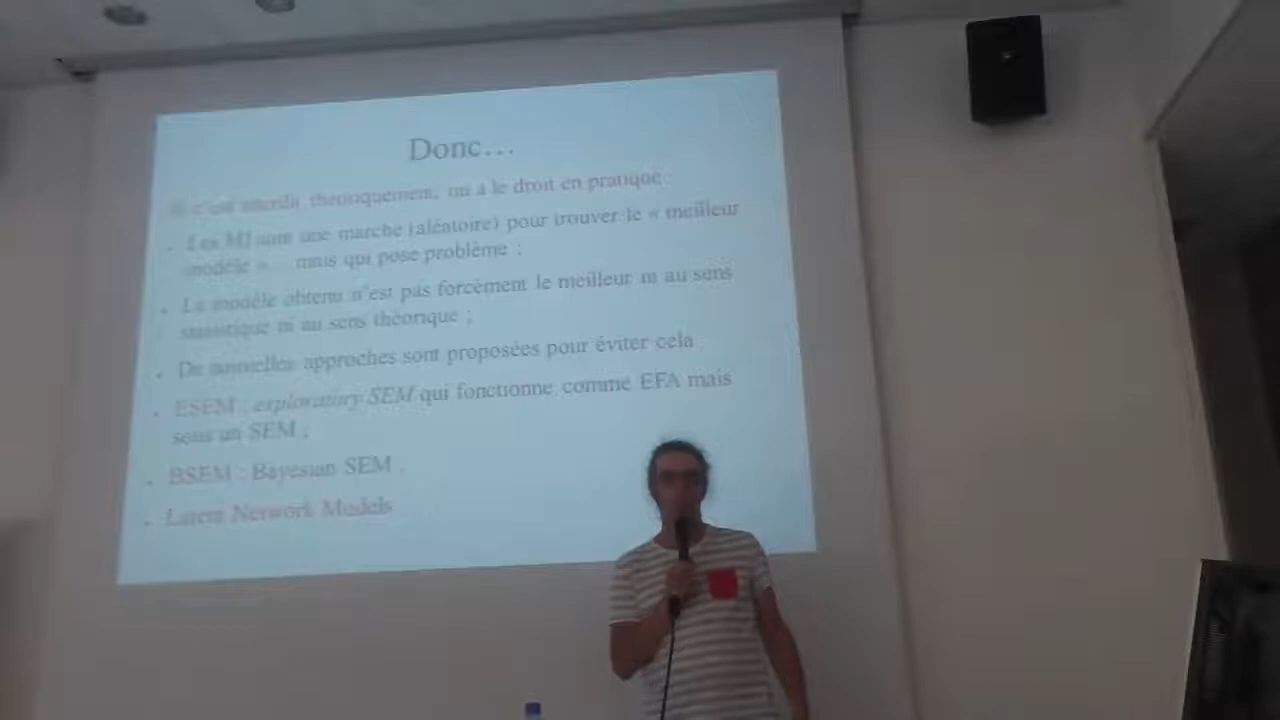 Donc…
c'est interdit théoriquement, on a le droit en pratique :
Les MI sont une marche (aléatoire) pour trouver le « meilleur
modèle »… mais qui pose problème ;
Le modèle obtenu n'est pas forcément le meilleur ni au sens
statistique ni au sens théorique ;
De nouvelles approches sont proposées pour éviter cela
ESEM : exploratory SEM qui fonctionne comme EFA mais
sous un SEM ;
BSEM : Bayesian SEM
Latent Network Models